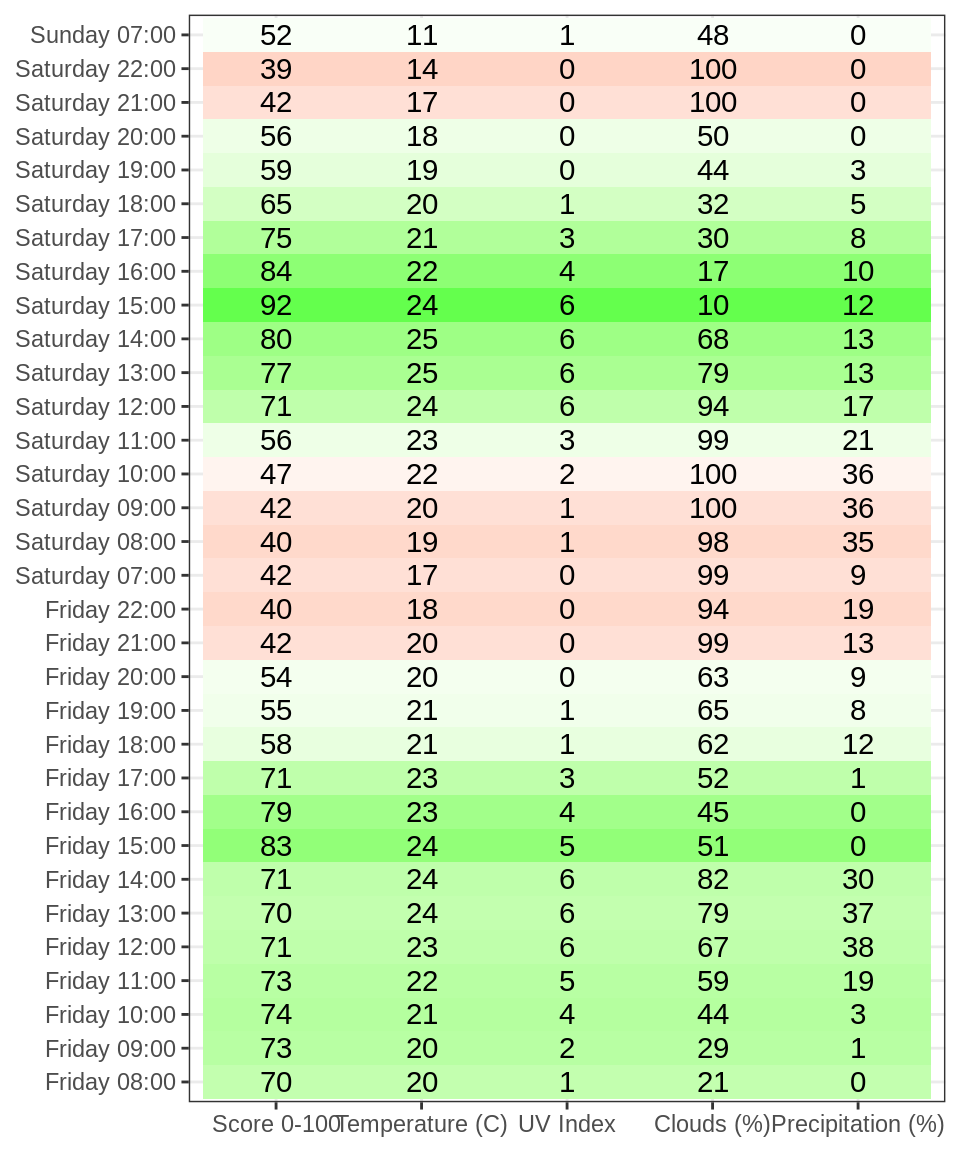 Sunday 07:00 52 11 1 48 0
Saturday 22:00 39 14 0 100 0
Saturday 21:00 42 17 0 100 0
Saturday 20:00 56 18 0 50 0
Saturday 19:00 59 19 0 44 3
Saturday 18:00 65 20 1 32 5
Saturday 17:00 75 21 3 30 8
Saturday 16:00 84 22 4 17 10
Saturday 15:00 92 24 6 10 12
Saturday 14:00 80 25 6 68 13
Saturday 13:00 77 25 6 79 13
Saturday 12:00 71 24 6 94 17
Saturday 11:00 56 23 3 99 21
Saturday 10:00 47 22 2 100 36
Saturday 09:00 42 20 1 100 36
Saturday 08:00 40 19 1 98 35
Saturday 07:00 42 17 0 99 9
Friday 22:00 40 18 0 94 19
Friday 21:00 42 20 0 99 13
Friday 20:00 54 20 0 63 9
Friday 19:00 55 21 1 65 8
Friday 18:00 58 21 1 62 12
Friday 17:00 71 23 3 52 1
Friday 16:00 79 23 4 45 0
Friday 15:00 83 24 5 51 0
Friday 14:00 71 24 6 82 30
Friday 13:00 70 24 6 79 37
Friday 12:00 71 23 6 67 38
Friday 11:00 73 22 5 59 19
Friday 10:00 74 21 4 44 3
Friday 09:00 73 20 2 29 1
Friday 08:00 70 20 1 21 0
Score 0-100 Temperature (C) UV Index Clouds (%) Precipitation (%)